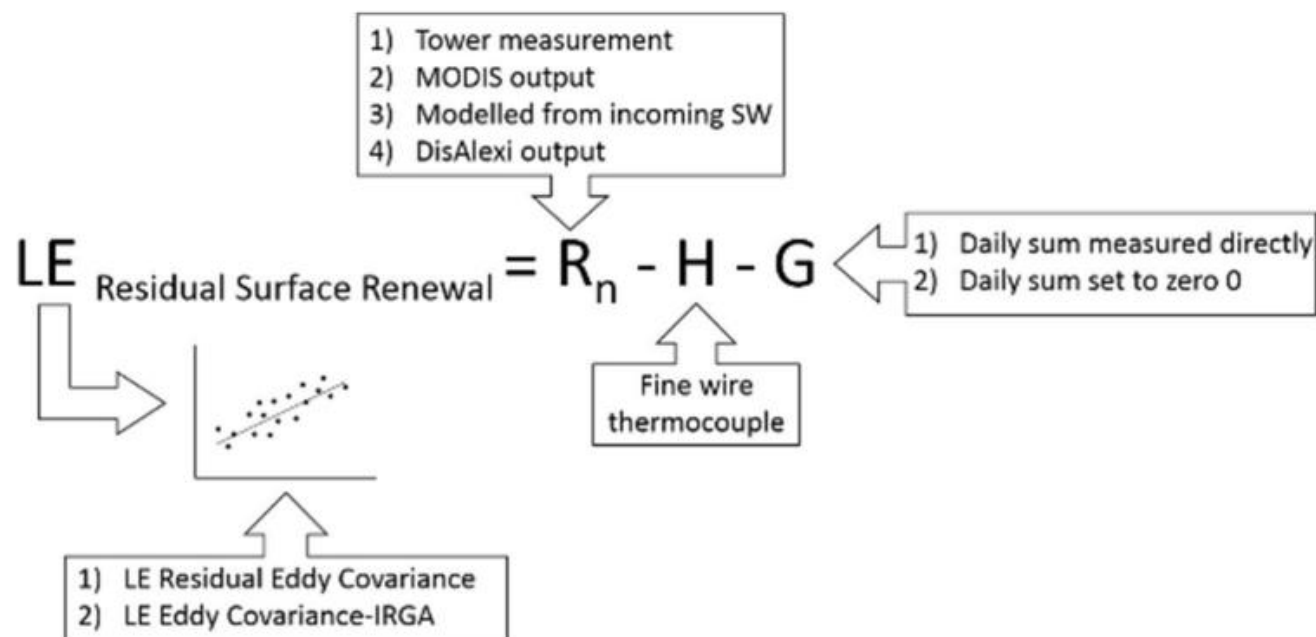 1) Tower measurement
2) MODIS output
3) Modelled from incoming SW
4) DisAlexi output
LE Residual Surface Renewal = Rn - H - G
1) Daily sum measured directly
2) Daily sum set to zero 0
Fine wire
thermocouple
1) LE Residual Eddy Covariance
2) LE Eddy Covariance-IRGA